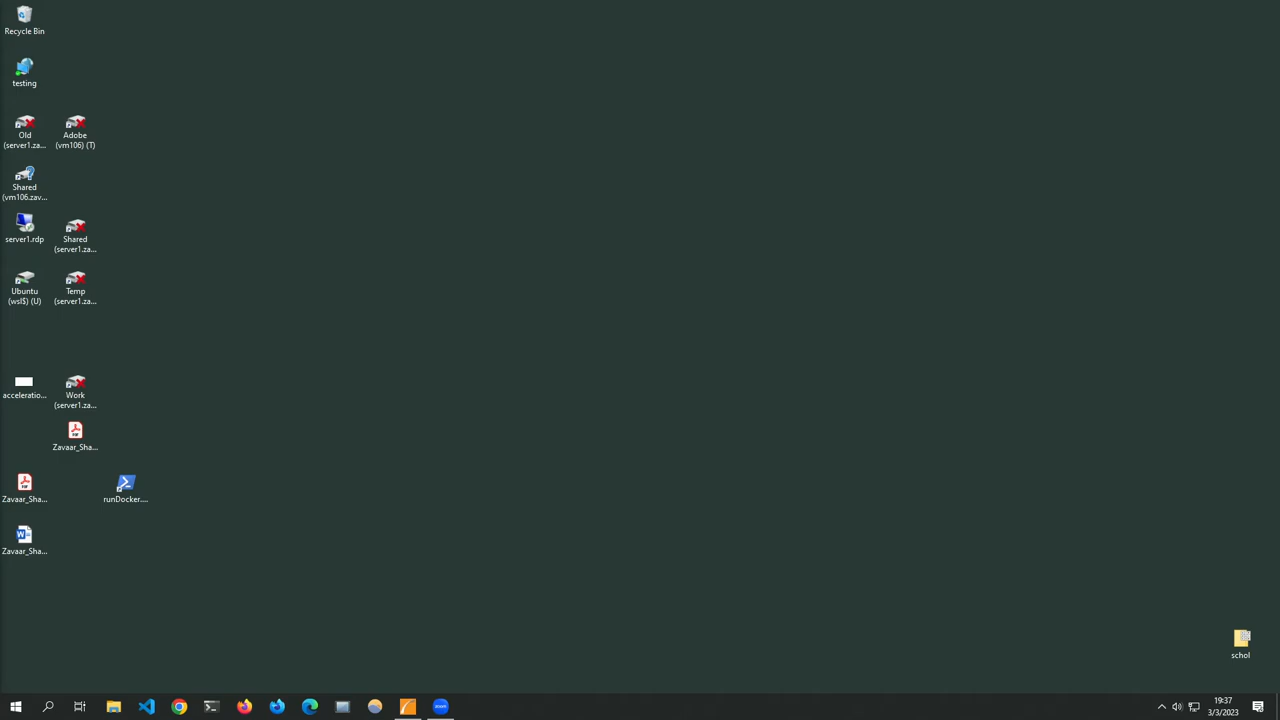 Recycle Bin
testing
Old
(server1.za...
Adobe
(vm106) (T)
Shared
(vm106.zav...
server1.rdp
Shared
(server1.za...
Ubuntu
(wsl$) (U)
Temp
(server1.za...
acceleratio...
Work
(server1.za...
Zavaar_Sha...
Zavaar_Sha...
runDocker....
Zavaar_Sha...
schol
zoom
19:37
3/3/2023